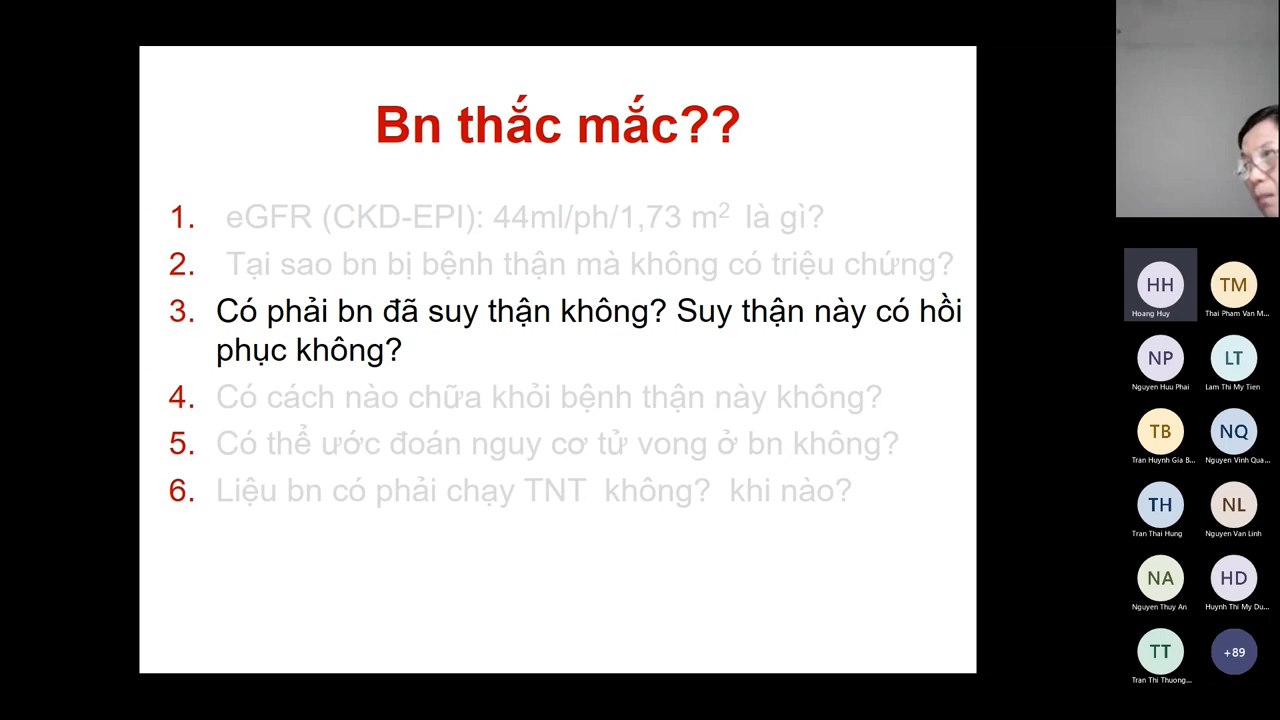 Bn thắc mắc??
1. eGFR (CKD-EPI): 44ml/ph/1,73 m² là gì?
2. Tại sao bn bị bệnh thận mà không có triệu chứng?
3. Có phải bn đã suy thận không? Suy thận này có hồi
phục không?
4. Có cách nào chữa khỏi bệnh thận này không?
5. Có thể ước đoán nguy cơ tử vong ở bn không?
6. Liệu bn có phải chạy TNT không? khi nào?
HH
Hoang Huy
TM
Thai Pham Van M...
NP
Nguyen Huu Phai
LT
Lam Thi My Tien
TB
Tran Huynh Gia B...
NQ
Nguyen Vinh Qua...
TH
Tran Thai Hung
NL
Nguyen Van Linh
NA
Nguyen Thuy An
HD
Huynh Thi My Du...
TT
Tran Thi Thuong...
+89